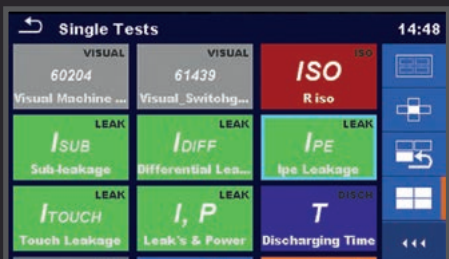 Single Tests 14:48
VISUAL VISUAL ISO
60204 61439 ISO
Visual Machine ... Visual_Switchg... R iso
LEAK LEAK LEAK
ISUB IDIFF IPE
Sub-leakage Differential Lea... Ipe Leakage
LEAK LEAK DISCH
ITOUCH I, P T
Touch Leakage Leak's & Power Discharging Time